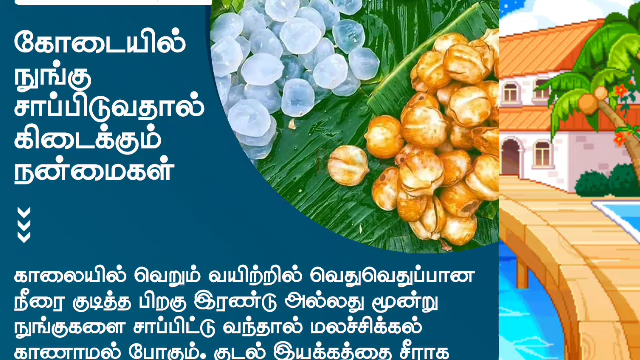 கோடையில்
நுங்கு
சாப்பிடுவதால்
கிடைக்கும்
நன்மைகள்
காலையில் வெறும் வயிற்றில் வெதுவெதுப்பான
நீரை குடித்த பிறகு இரண்டு அல்லது மூன்று
நுங்குகளை சாப்பிட்டு வந்தால் மலச்சிக்கல்
காணாமல் போகும். குடல் இயக்கத்தை சீராக